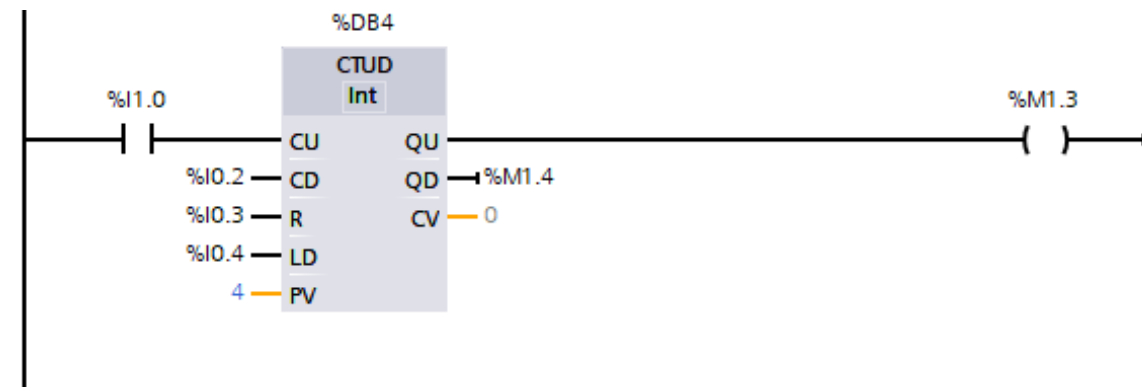 %DB4
CTUD
Int
%I1.0
%M1.3
CU QU
%I0.2 CD QD %M1.4
%I0.3 R CV 0
%I0.4 LD
4 PV